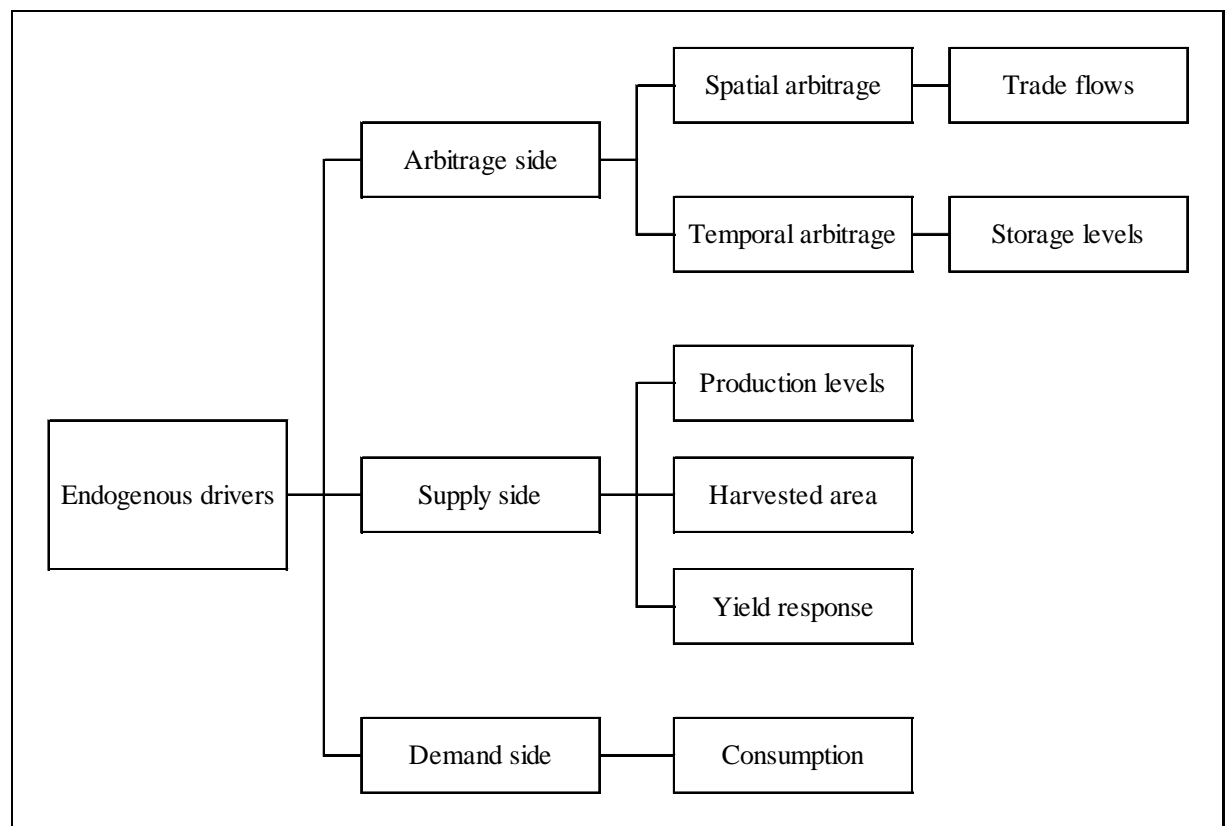 Spatial arbitrage
Trade flows
Arbitrage side
Temporal arbitrage
Storage levels
Production levels
Endogenous drivers
Supply side
Harvested area
Yield response
Demand side
Consumption